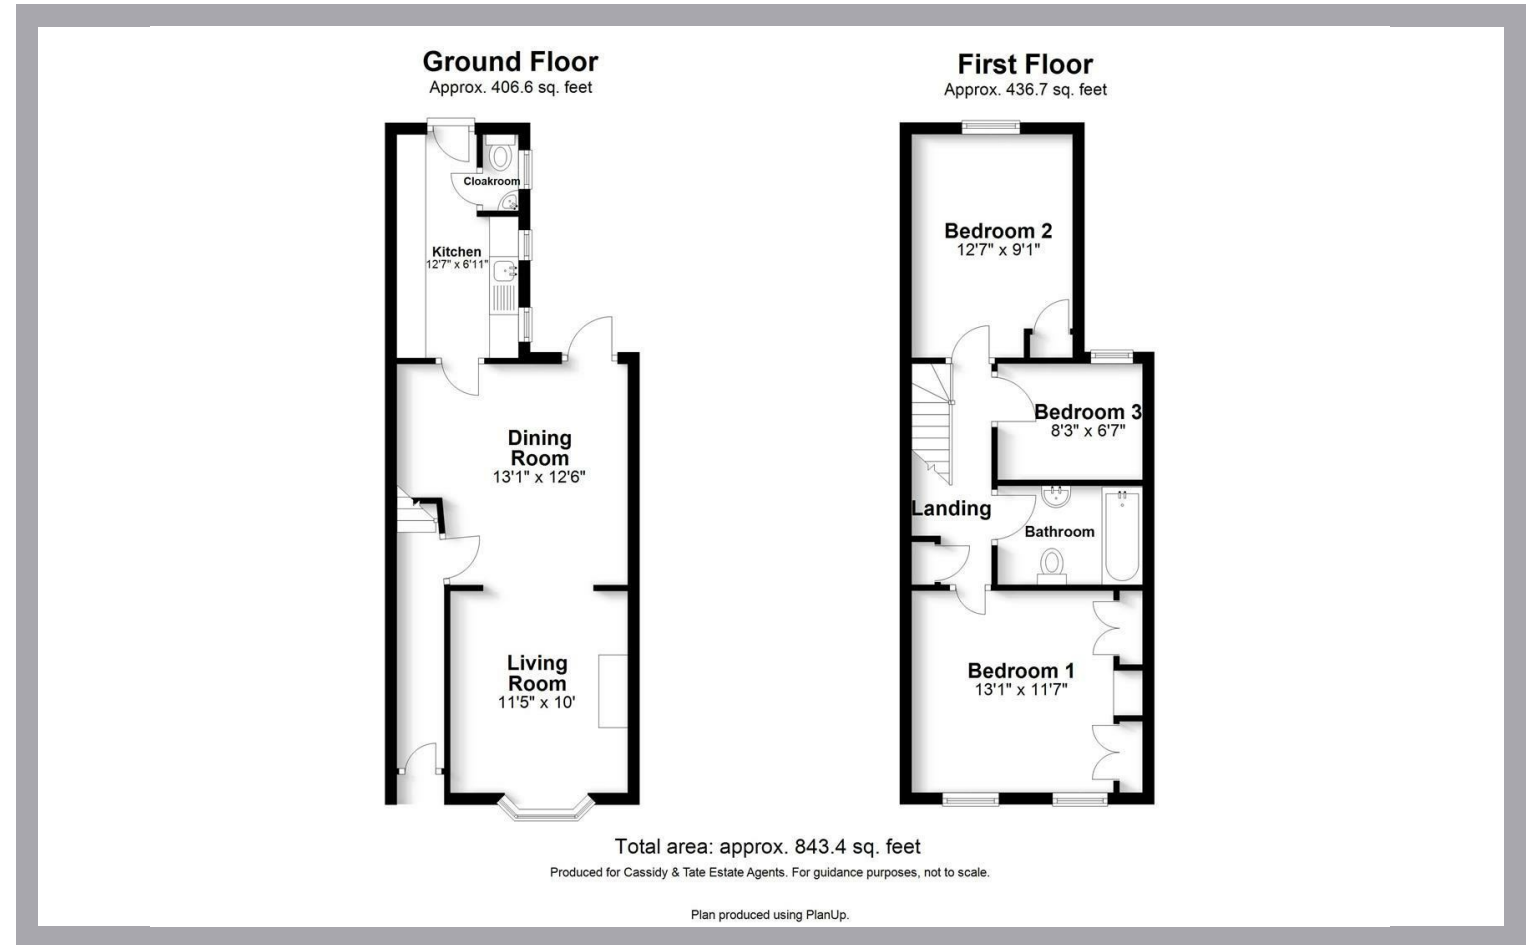 Ground Floor
Approx. 406.6 sq. feet
Cloakroom
Kitchen
12'7" x 6'11"
Dining
Room
13'1" x 12'6"
Living
Room
11'5" x 10'
First Floor
Approx. 436.7 sq. feet
Bedroom 2
12'7" x 9'1"
Bedroom 3
8'3" x 6'7"
Landing
Bathroom
Bedroom 1
13'1" x 11'7"
Total area: approx. 843.4 sq. feet
Produced for Cassidy & Tate Estate Agents. For guidance purposes, not to scale.
Plan produced using PlanUp.